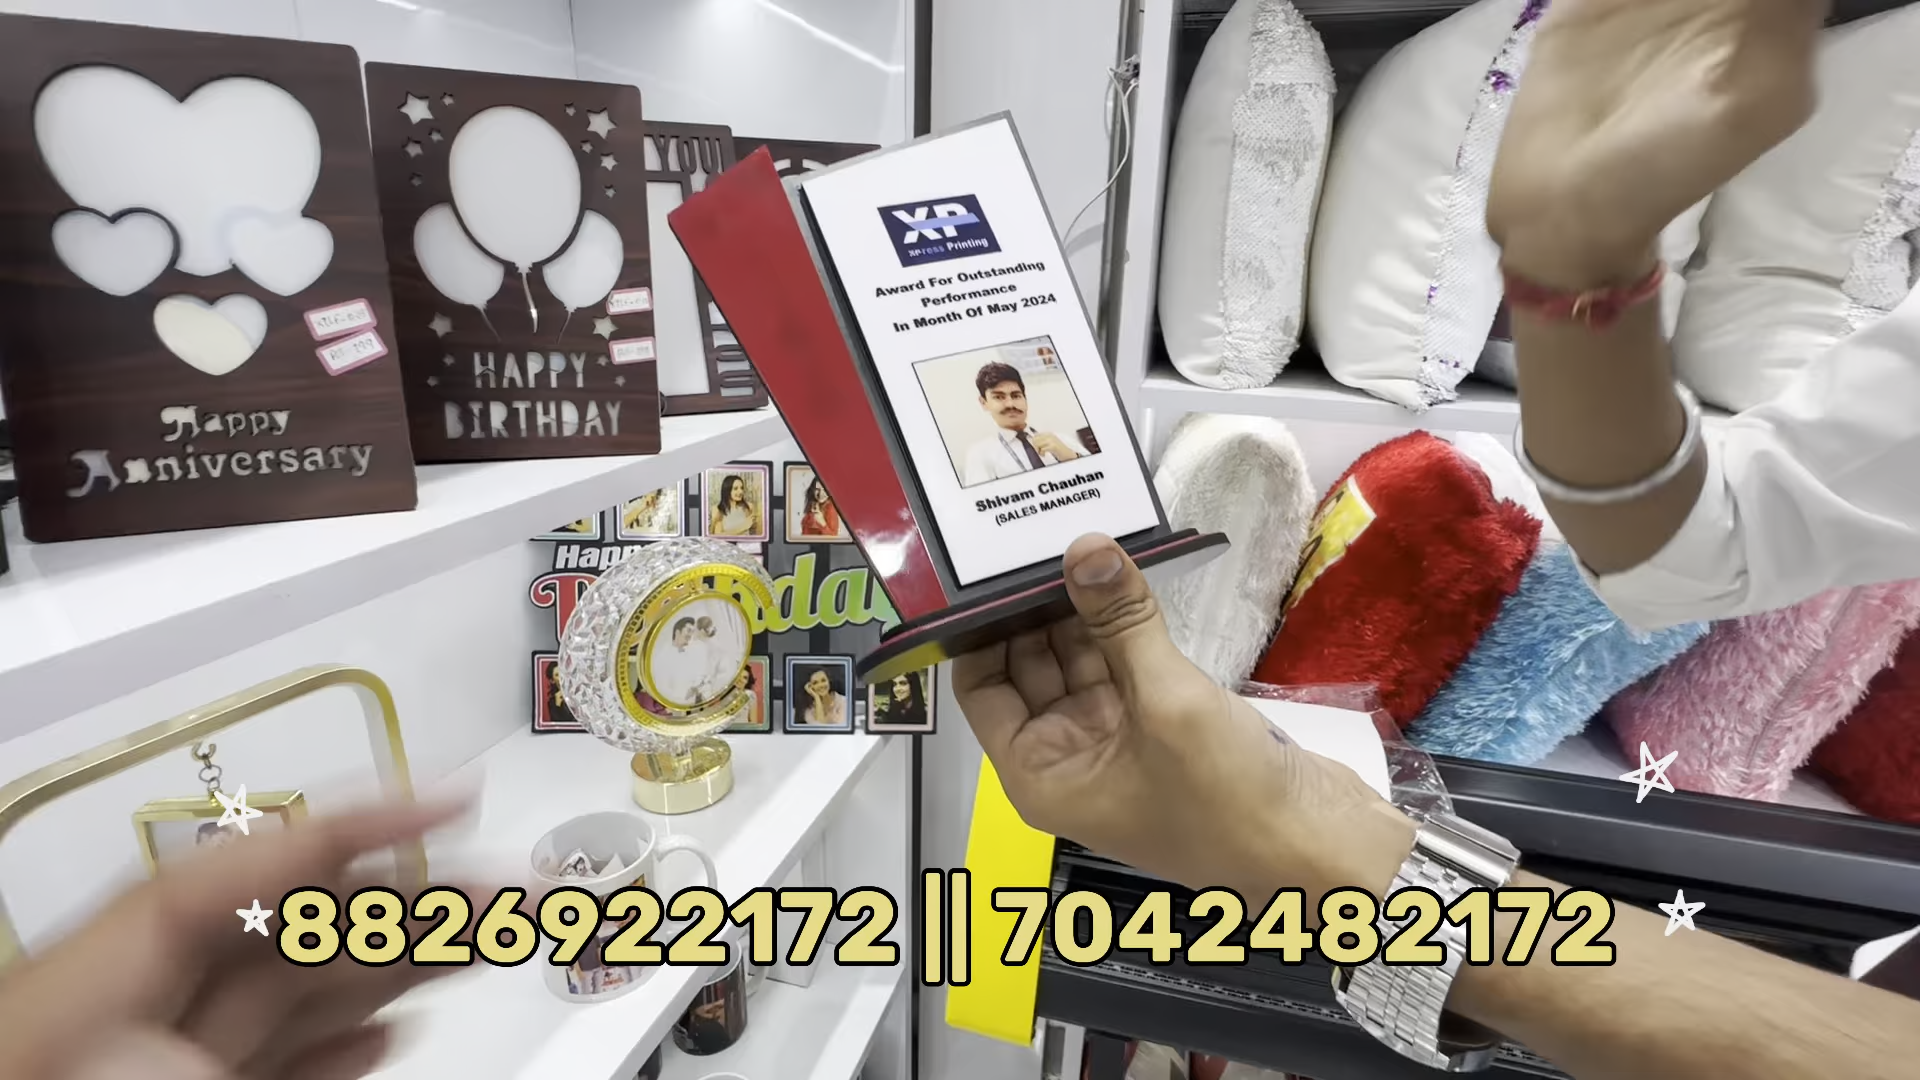 Happy
Anniversary
HAPPY
BIRTHDAY
YOU
XP
XPress Printing
Award For Outstanding
Performance
In Month Of May 2024
Shivam Chauhan
(SALES MANAGER)
8826922172 || 7042482172